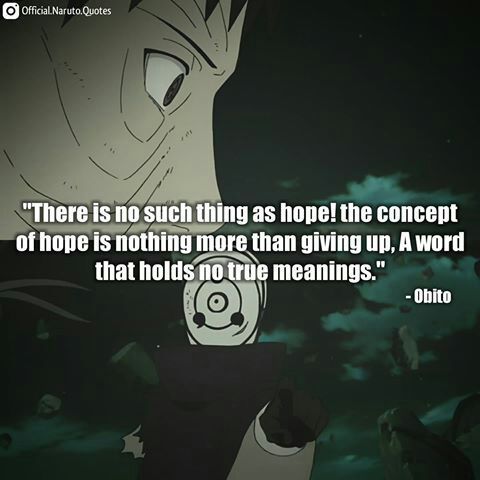 Official.Naruto.Quotes
"There is no such thing as hope! the concept
of hope is nothing more than giving up, A word
that holds no true meanings."
- Obito